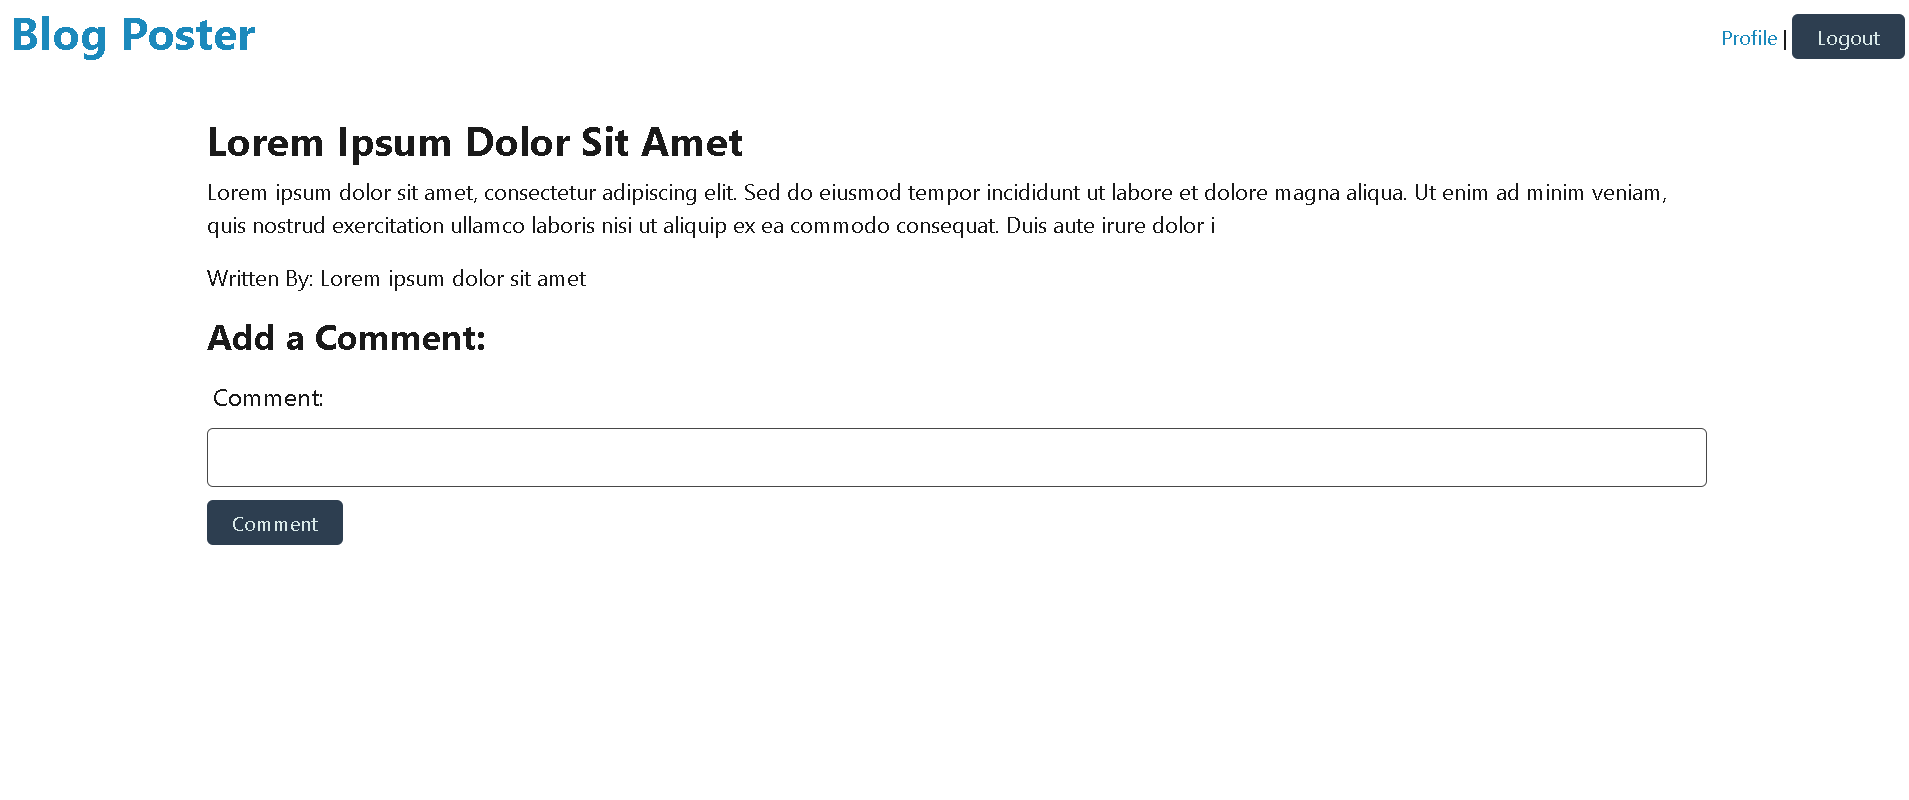 Blog Poster
Profile | Logout
Lorem Ipsum Dolor Sit Amet
Lorem ipsum dolor sit amet, consectetur adipiscing elit. Sed do eiusmod tempor incididunt ut labore et dolore magna aliqua. Ut enim ad minim veniam,
quis nostrud exercitation ullamco laboris nisi ut aliquip ex ea commodo consequat. Duis aute irure dolor i
Written By: Lorem ipsum dolor sit amet
Add a Comment:
Comment:
Comment